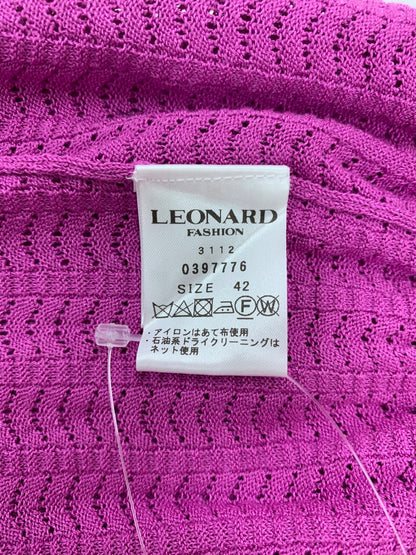 LEONARD
FASHION
3112
0397776
SIZE 42
F W
・アイロンはあて布使用
・石油系ドライクリーニングは
ネット使用